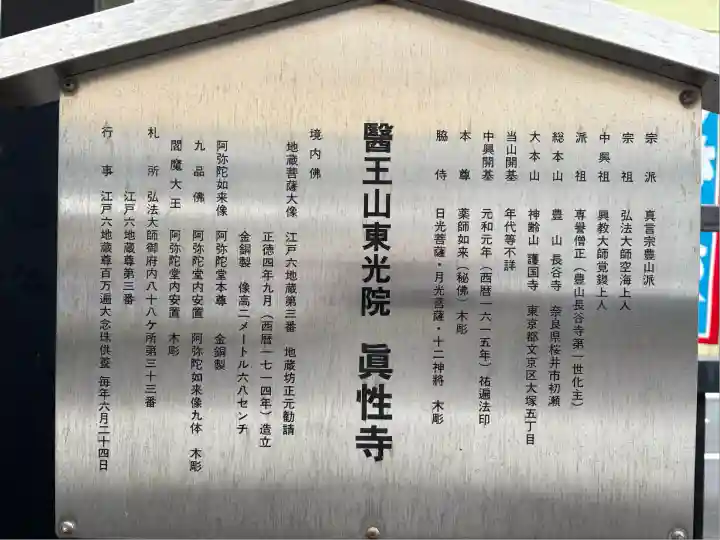 宗派 真言宗豊山派
宗祖 弘法大師空海上人
中興祖 興教大師覚鑁上人
派祖 専誉僧正（豊山長谷寺第一世化主）
総本山 豊山長谷寺 奈良県桜井市初瀬
大本山 神齢山護国寺 東京都文京区大塚五丁目
当山開基 年代等不詳
中興開基 元和元年（西暦一六一五年）祐遍法印
本尊 薬師如来（秘佛）木彫
脇侍 日光菩薩・月光菩薩・十二神將 木彫
醫王山東光院 眞性寺
境内佛
地蔵菩薩大像 江戸六地蔵第三番 地蔵坊正元勧請
正徳四年九月（西暦一七一四年）造立
金銅製 像高二メートル六八センチ
阿弥陀如来像 阿弥陀堂本尊 金銅製
九品佛 阿弥陀堂内安置 阿弥陀如来像九体 木彫
閻魔大王 阿弥陀堂内安置 木彫
札所 弘法大師御府内八十八ケ所第三十三番
江戸六地蔵尊第三番
行事 江戸六地蔵尊百万遍大念珠供養 毎年六月二十四日